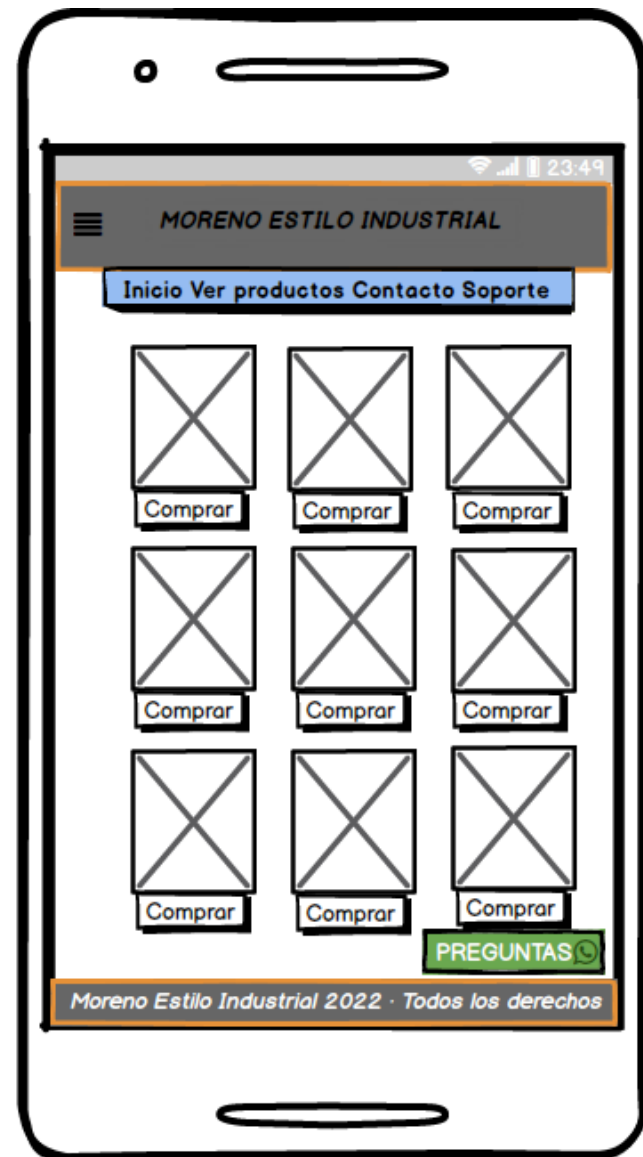 23:49
MORENO ESTILO INDUSTRIAL
Inicio Ver productos Contacto Soporte
Comprar Comprar Comprar
Comprar Comprar Comprar
Comprar Comprar Comprar
PREGUNTAS
Moreno Estilo Industrial 2022 · Todos los derechos